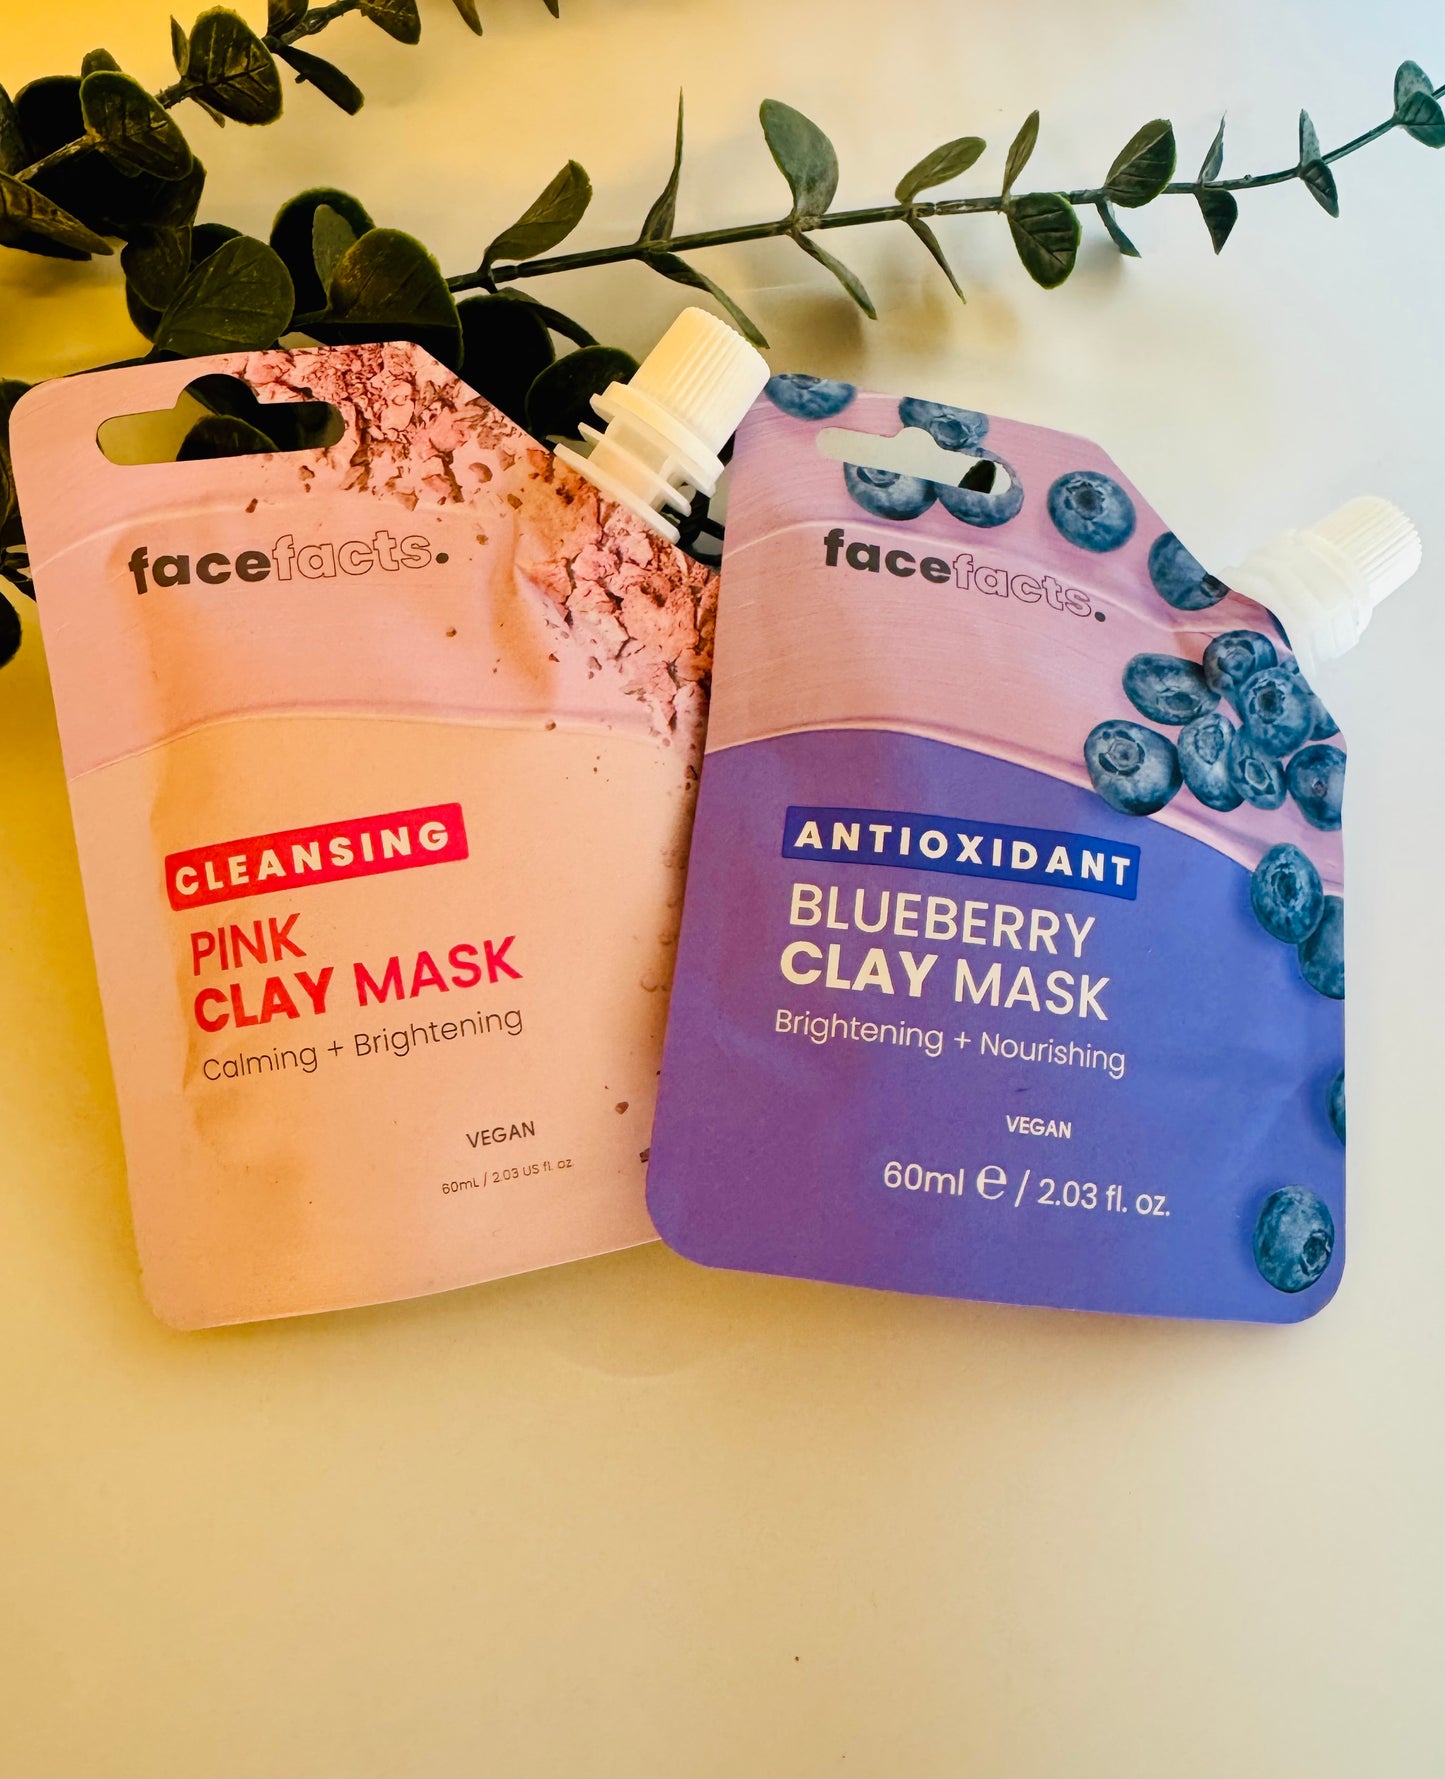 facefacts.
CLEANSING
PINK
CLAY MASK
Calming + Brightening
VEGAN
60mL / 2.03 US fl. oz
facefacts.
ANTIOXIDANT
BLUEBERRY
CLAY MASK
Brightening + Nourishing
VEGAN
60ml ℮ / 2.03 fl. oz.